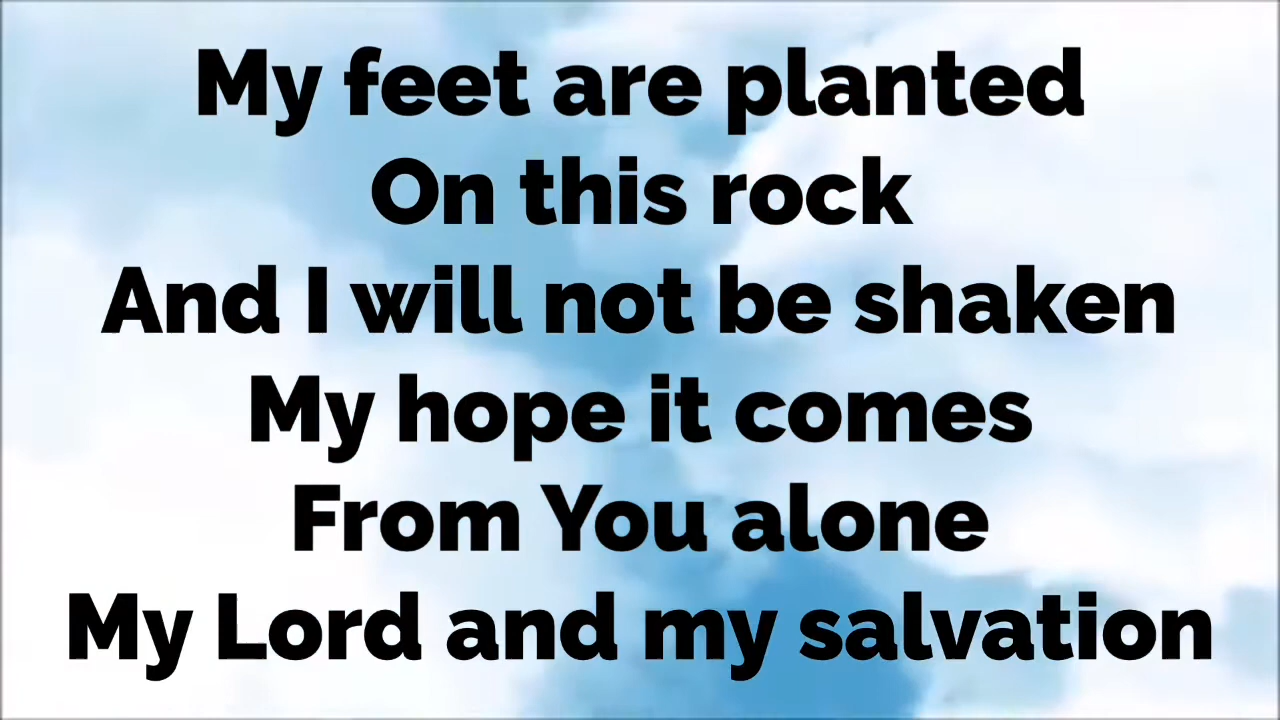 My feet are planted
On this rock
And I will not be shaken
My hope it comes
From You alone
My Lord and my salvation